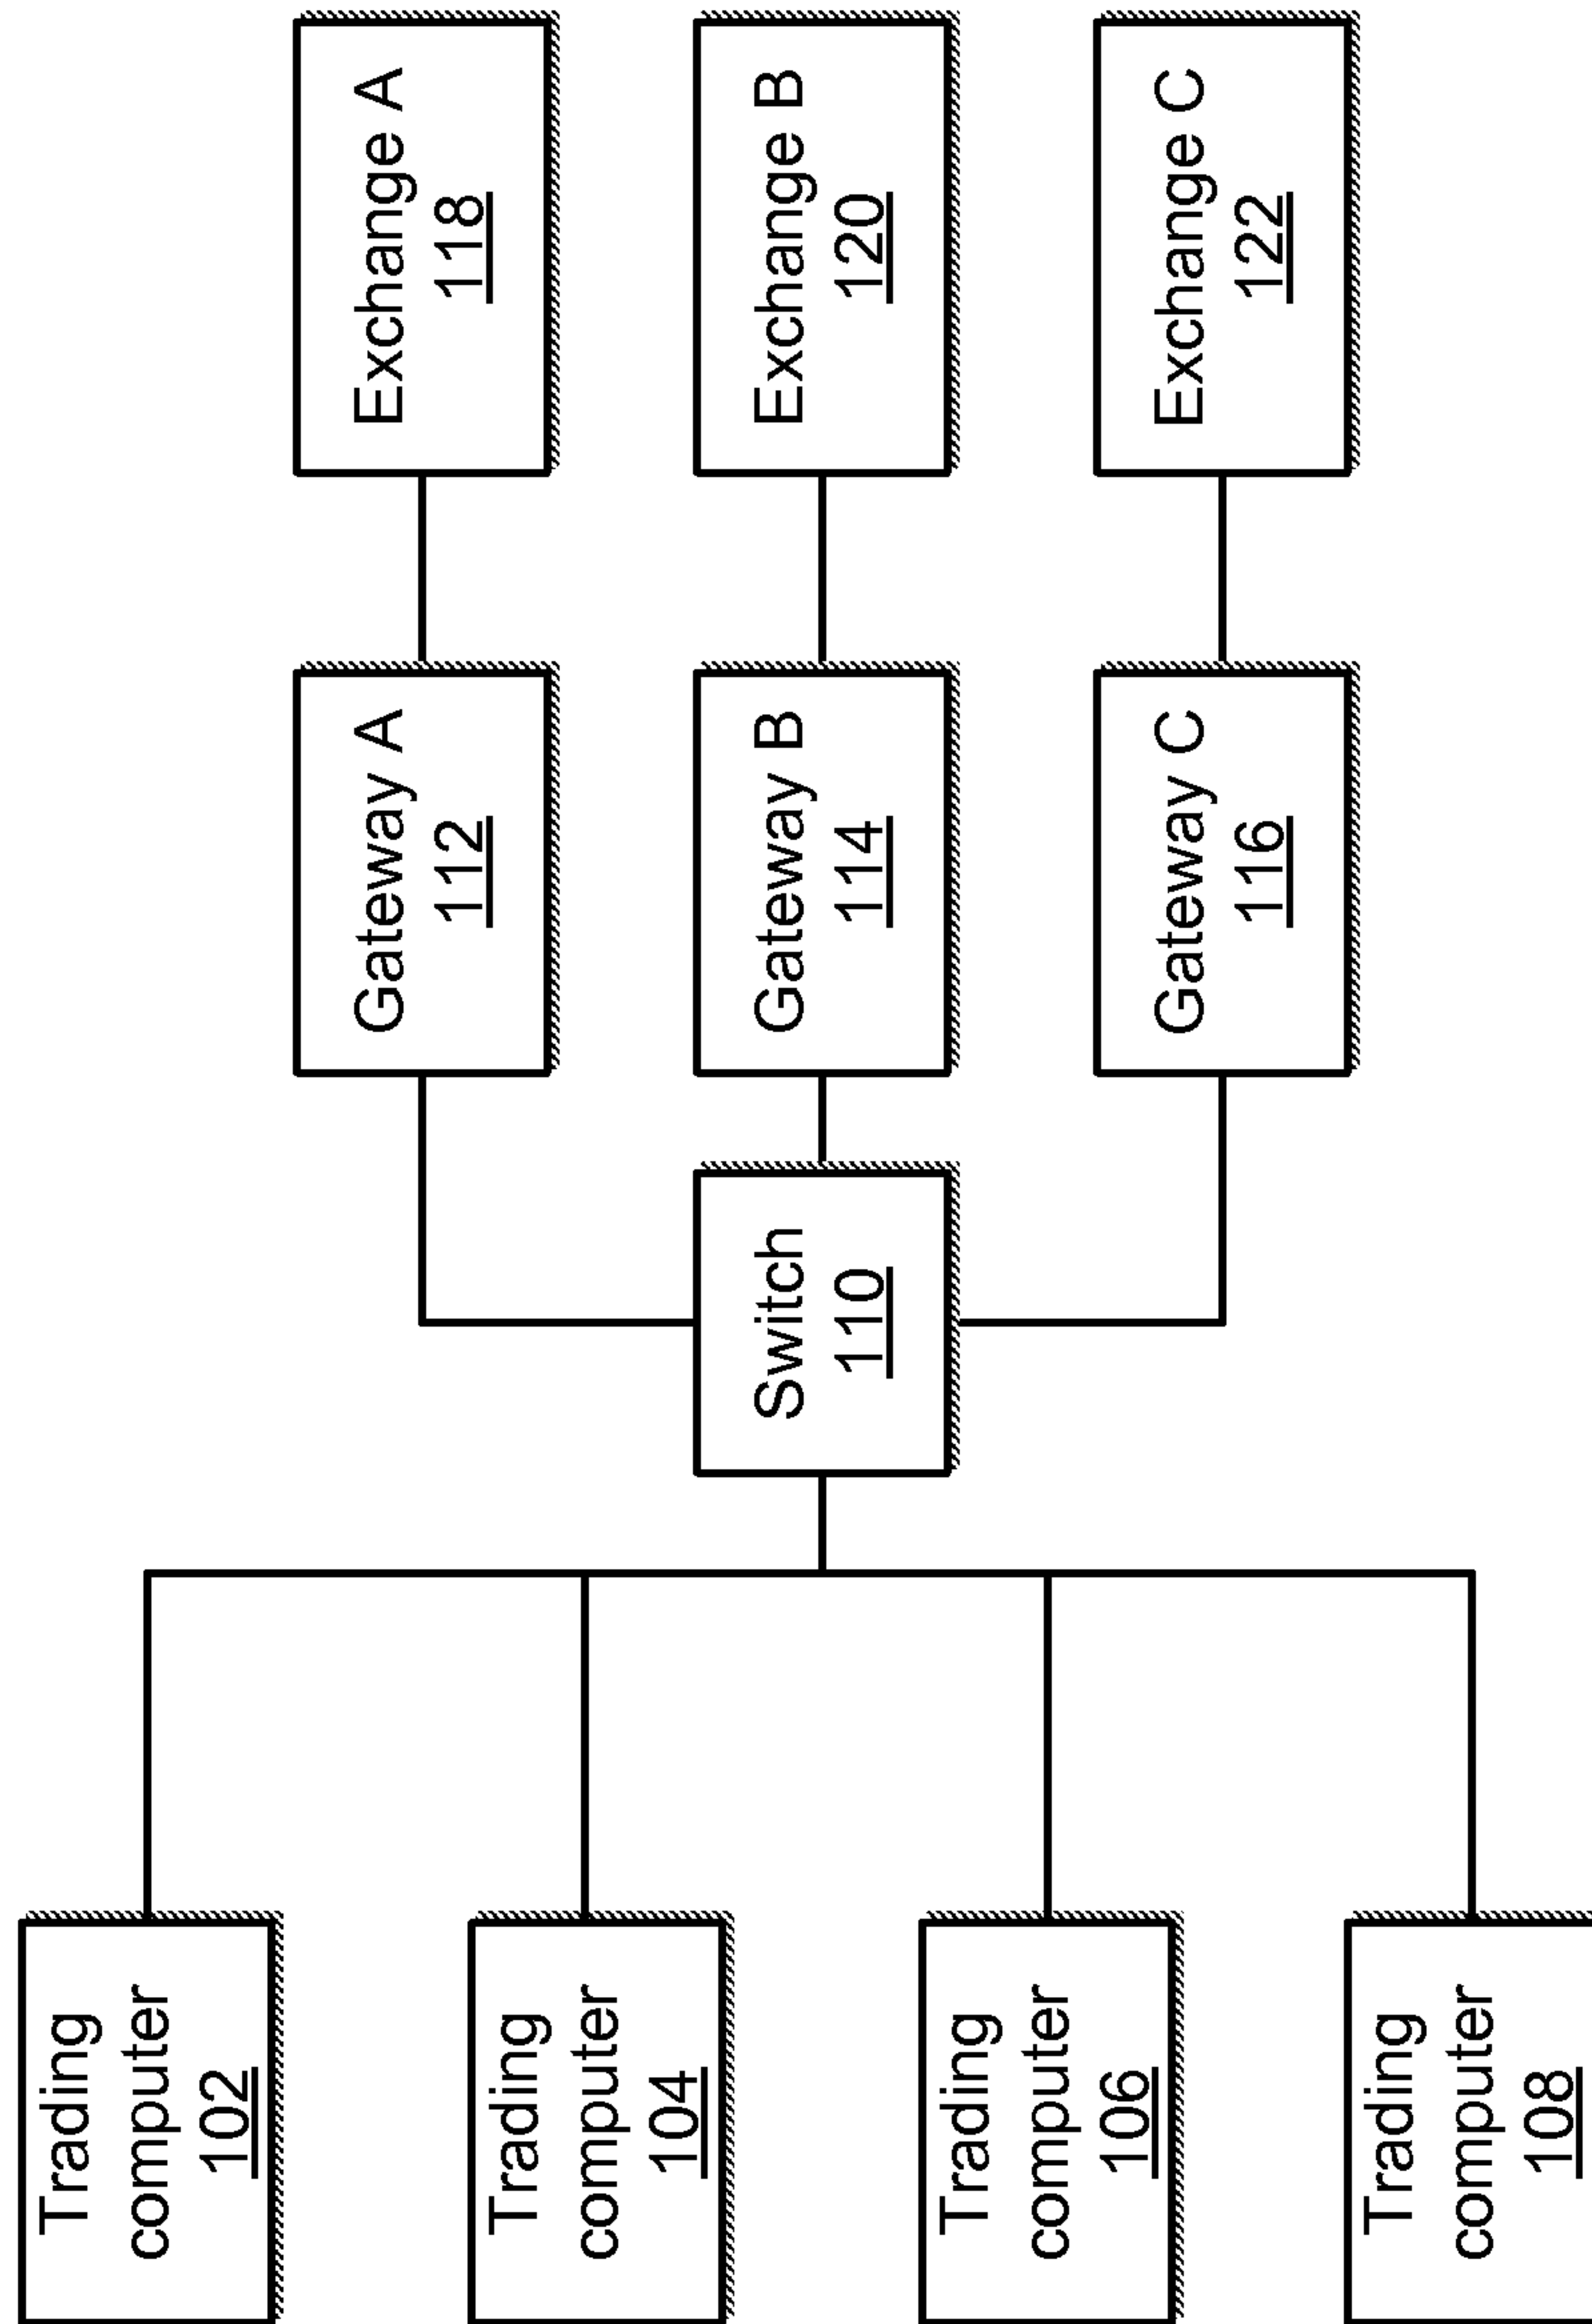 Trading
computer
102
Trading
computer
104
Trading
computer
106
Trading
computer
108
Switch
110
Gateway A
112
Gateway B
114
Gateway C
116
Exchange A
118
Exchange B
120
Exchange C
122